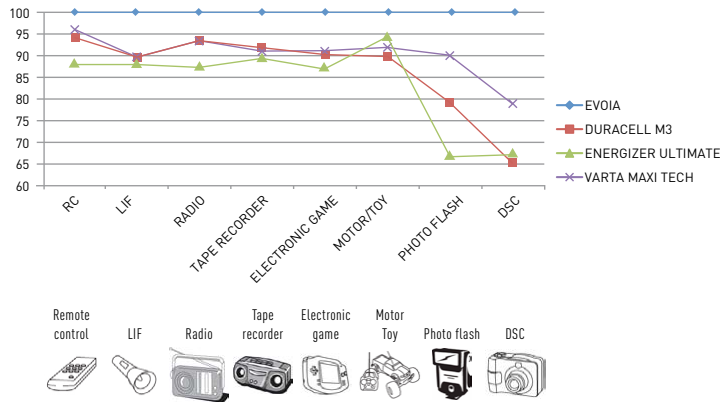 100
95
90
85
80
75
70
65
60
RC
LIF
RADIO
TAPE RECORDER
ELECTRONIC GAME
MOTOR/TOY
PHOTO FLASH
DSC
EVOIA
DURACELL M3
ENERGIZER ULTIMATE
VARTA MAXI TECH
Remote
control
LIF
Radio
Tape
recorder
Electronic
game
Motor
Toy
Photo flash
DSC